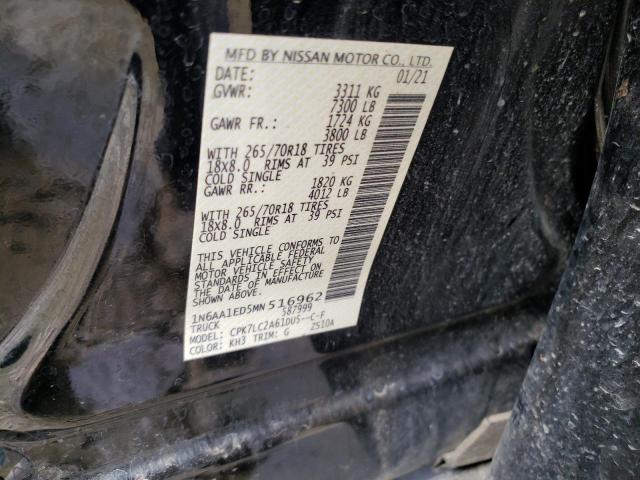 MFD BY NISSAN MOTOR CO., LTD.
DATE: 01/21
GVWR: 3311 KG
7300 LB
GAWR FR.: 1724 KG
3800 LB
WITH 265/70R18 TIRES
18X8.0 RIMS AT 39 PSI
COLD SINGLE
GAWR RR.: 1820 KG
4012 LB
WITH 265/70R18 TIRES
18X8.0 RIMS AT 39 PSI
COLD SINGLE
THIS VEHICLE CONFORMS TO
ALL APPLICABLE FEDERAL
MOTOR VEHICLE SAFETY
STANDARDS IN EFFECT ON
THE DATE OF MANUFACTURE
SHOWN ABOVE.
1N6AA1ED5MN516962
TRUCK 587999
MODEL: CPK7LC2A61DU5--C-F
COLOR: KH3 TRIM: G ZS10A